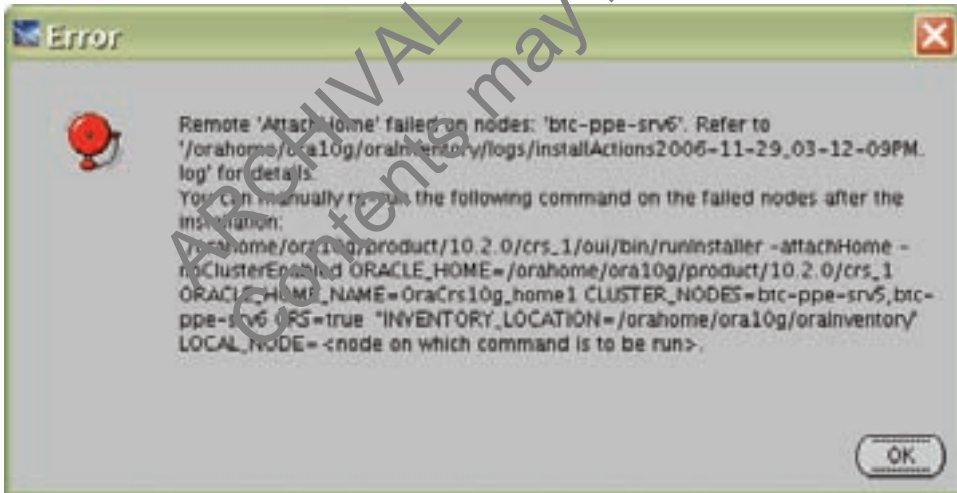 Error
Remote 'AttachHome' failed on nodes: 'btc-ppe-srv6'. Refer to
'/orahome/ora10g/oraInventory/logs/installActions2006-11-29_03-12-09PM.
log' for details.
You can manually re-run the following command on the failed nodes after the
installation:
'/orahome/ora10g/product/10.2.0/crs_1/oui/bin/runInstaller -attachHome -
noClusterEnabled ORACLE_HOME=/orahome/ora10g/product/10.2.0/crs_1
ORACLE_HOME_NAME=OraCrs10g_home1 CLUSTER_NODES=btc-ppe-srv5,btc-
ppe-srv6 CRS=true "INVENTORY_LOCATION=/orahome/ora10g/oraInventory"
LOCAL_NODE= <node on which command is to be run>.
OK
ARCHIVAL
Contents may